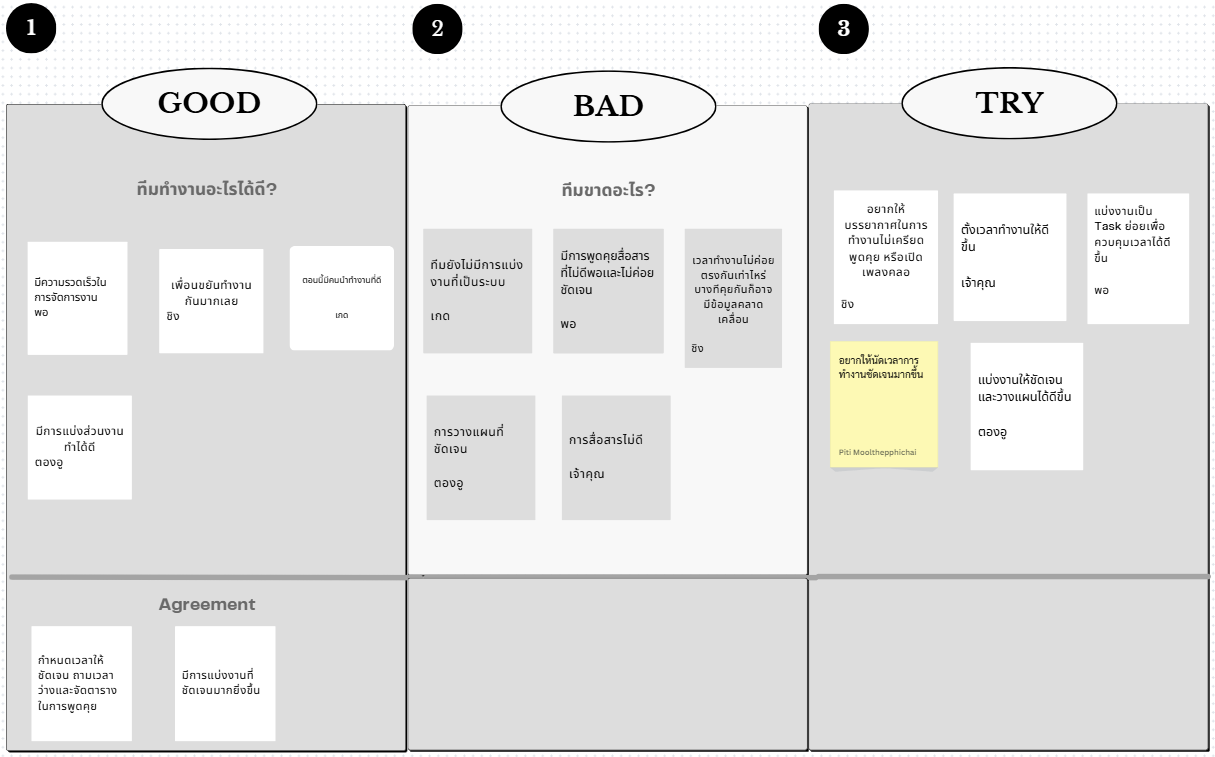 1
GOOD
ทีมทำงานอะไรได้ดี?
มีความรวดเร็วใน
การจัดการงาน
พอ
เพื่อนขยันทำงาน
กันมากเลย
ชิง
ตอนนี้มีคนนำทำงานที่ดี
เกด
มีการแบ่งส่วนงาน
ทำได้ดี
ตองอู
Agreement
กำหนดเวลาให้
ชัดเจน ถามเวลา
ว่างและจัดตาราง
ในการพูดคุย
มีการแบ่งงานที่
ชัดเจนมากยิ่งขึ้น
2
BAD
ทีมขาดอะไร?
ทีมยังไม่มีการแบ่ง
งานที่เป็นระบบ
เกด
มีการพูดคุยสื่อสาร
ที่ไม่ดีพอและไม่ค่อย
ชัดเจน
พอ
เวลาทำงานไม่ค่อย
ตรงกันเท่าไหร่
บางทีคุยกันก็อาจ
มีข้อมูลคลาด
เคลื่อน
ชิง
การวางแผนที่
ชัดเจน
ตองอู
การสื่อสารไม่ดี
เจ้าคุณ
3
TRY
อยากให้
บรรยากาศในการ
ทำงานไม่เครียด
พูดคุย หรือเปิด
เพลงคลอ
ชิง
ตั้งเวลาทำงานให้ดี
ขึ้น
เจ้าคุณ
แบ่งงานเป็น
Task ย่อยเพื่อ
ควบคุมเวลาได้ดี
ขึ้น
พอ
อยากให้นัดเวลาการ
ทำงานชัดเจนมากขึ้น
Piti Moolthepphichai
แบ่งงานให้ชัดเจน
และวางแผนได้ดีขึ้น
ตองอู